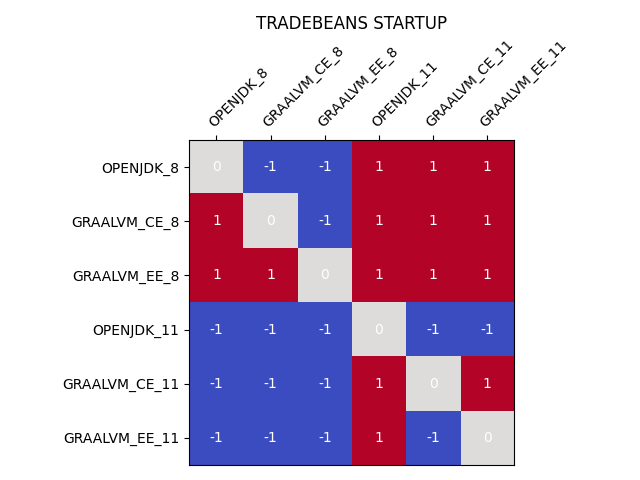 TRADEBEANS STARTUP
OPENJDK_8
GRAALVM_CE_8
GRAALVM_EE_8
OPENJDK_11
GRAALVM_CE_11
GRAALVM_EE_11
OPENJDK_8 0 -1 -1 1 1 1
GRAALVM_CE_8 1 0 -1 1 1 1
GRAALVM_EE_8 1 1 0 1 1 1
OPENJDK_11 -1 -1 -1 0 -1 -1
GRAALVM_CE_11 -1 -1 -1 1 0 1
GRAALVM_EE_11 -1 -1 -1 1 -1 0